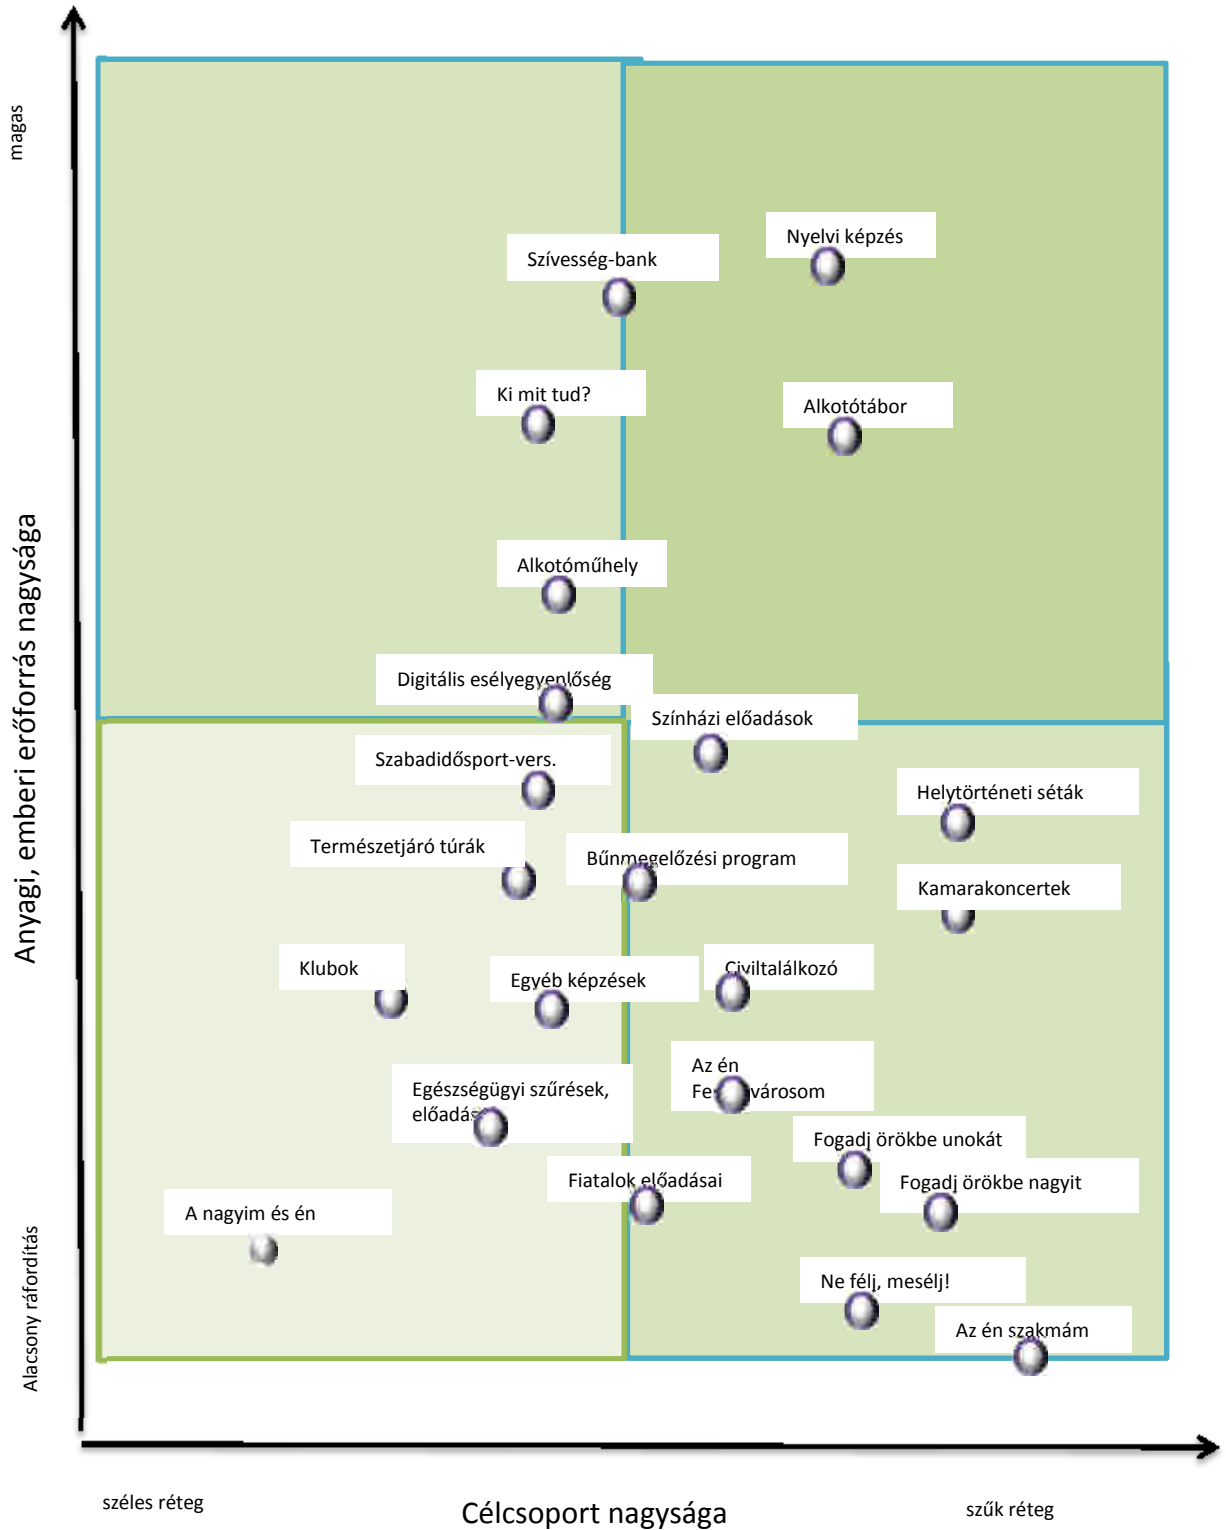 magas
Nyelvi képzés
Szívesség-bank
Ki mit tud?
Alkotótábor
Anyagi, emberi erőforrás nagysága
Alkotóműhely
Digitális esélyegyenlőség
Színházi előadások
Szabadidősport-vers.
Helytörténeti séták
Természetjáró túrák
Bűnmegelőzési program
Kamarakoncertek
Klubok
Egyéb képzések
Civiltalálkozó
Az én
Egészségügyi szűrések,
Fogadj örökbe unokát
Fiatalok előadásai
Fogadj örökbe nagyit
A nagyim és én
Alacsony ráfordítás
Ne félj, mesélj!
Az én szakmám
széles réteg
Célcsoport nagysága
szűk réteg